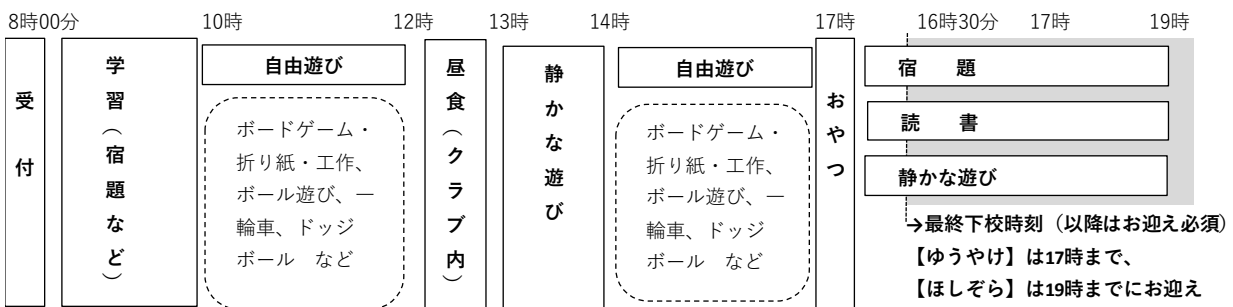 8時00分 10時 12時 13時 14時 17時 16時30分 17時 19時
受付
学習（宿題など）
自由遊び
ボードゲーム・
折り紙・工作、
ボール遊び、一
輪車、ドッジ
ボール　など
昼食（クラブ内）
静かな遊び
自由遊び
ボードゲーム・
折り紙・工作、
ボール遊び、一
輪車、ドッジ
ボール　など
おやつ
宿　題
読　書
静かな遊び
→最終下校時刻（以降はお迎え必須）
【ゆうやけ】は17時まで、
【ほしぞら】は19時までにお迎え